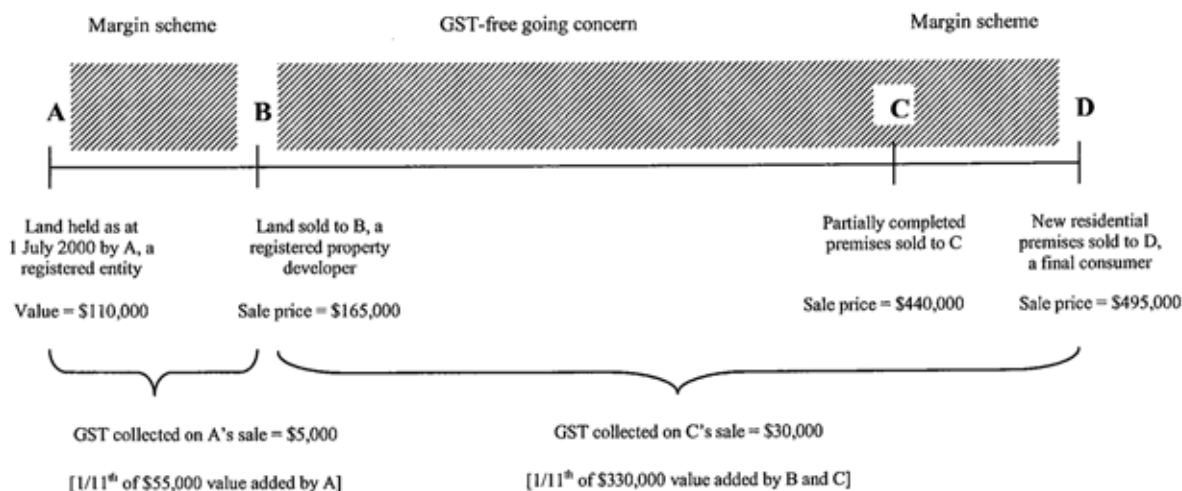 Margin scheme
GST-free going concern
Margin scheme
A
B
C
D
Land held as at
1 July 2000 by A, a
registered entity
Value = $110,000
Land sold to B, a
registered property
developer
Sale price = $165,000
Partially completed
premises sold to C
Sale price = $440,000
New residential
premises sold to D,
a final consumer
Sale price = $495,000
GST collected on A's sale = $5,000
[1/11th of $55,000 value added by A]
GST collected on C's sale = $30,000
[1/11th of $330,000 value added by B and C]